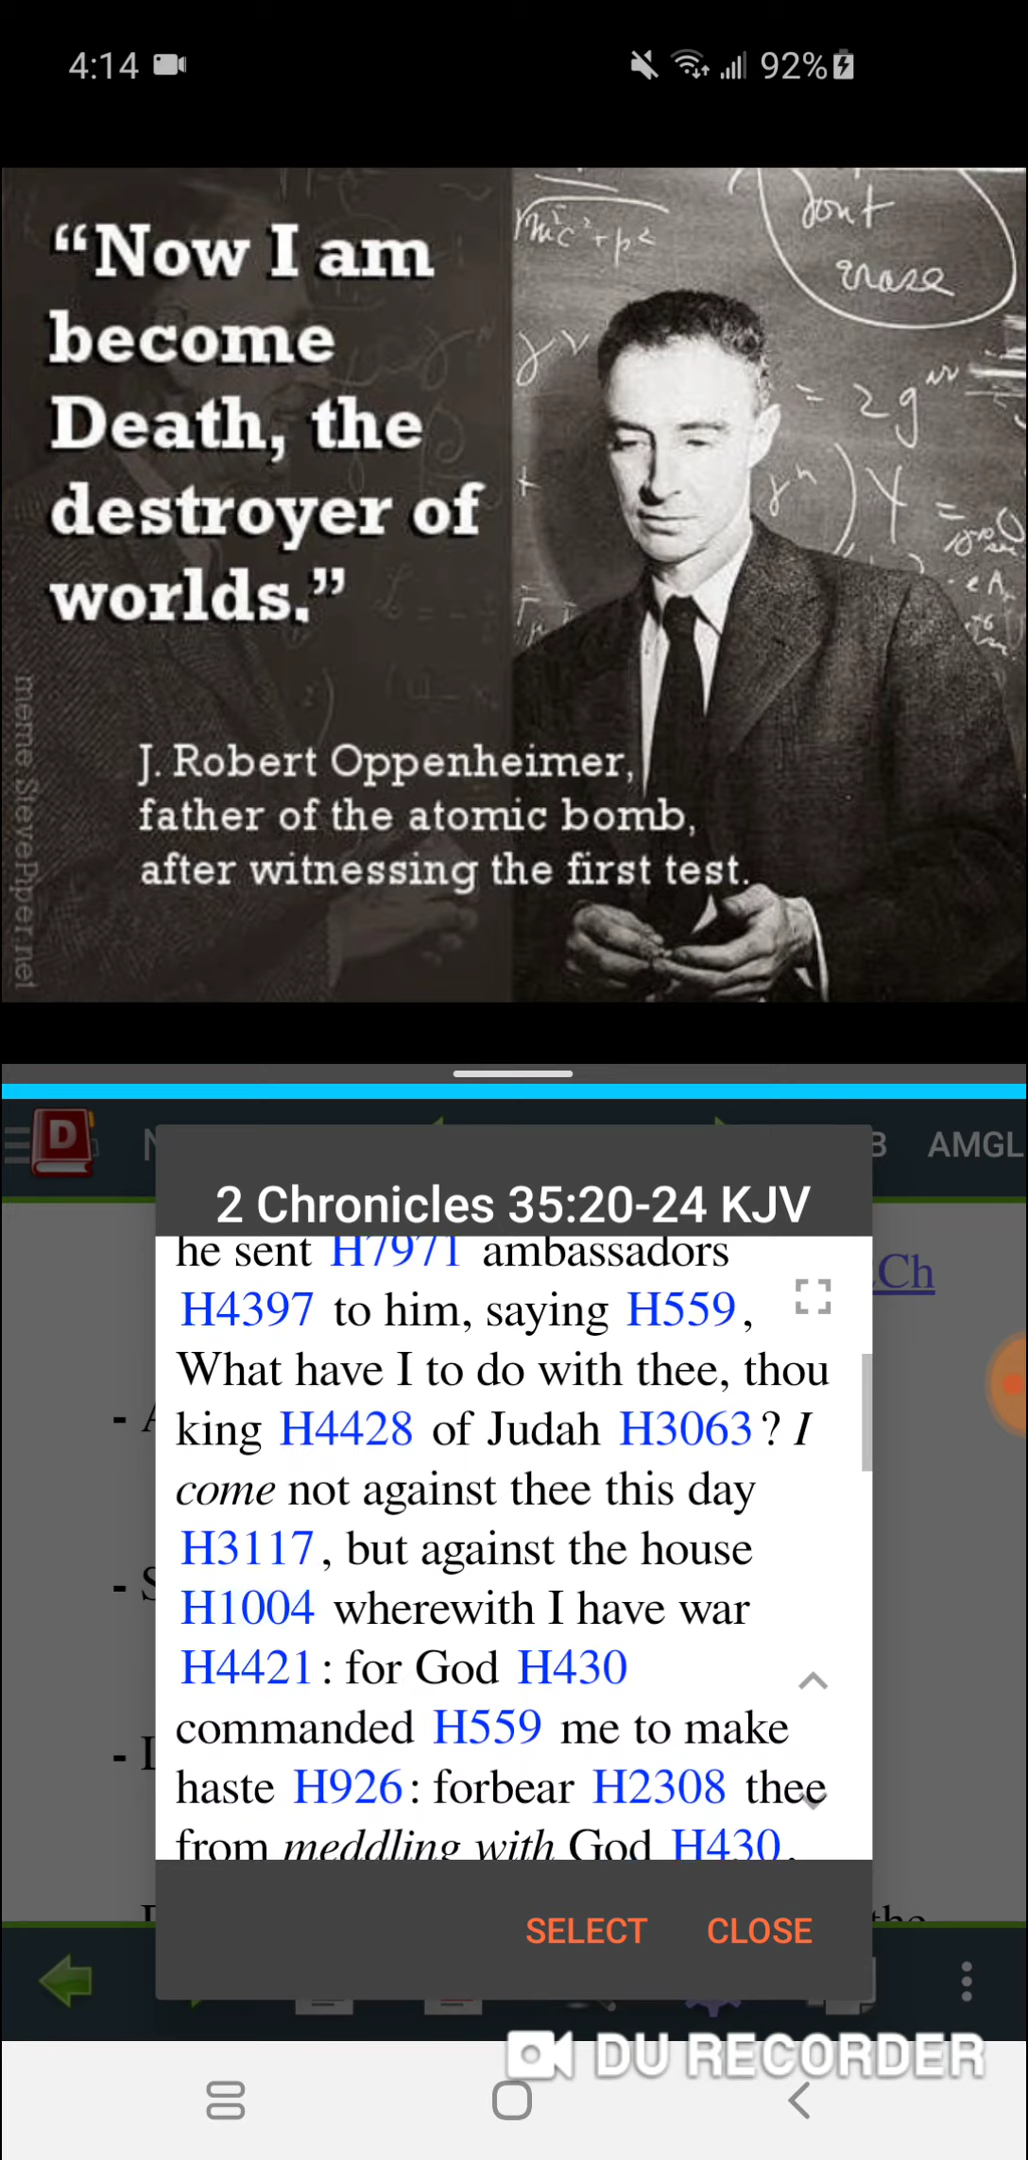 4:14
92%
“Now I am
become
Death, the
destroyer of
worlds.”
dont
erase
J. Robert Oppenheimer,
father of the atomic bomb,
after witnessing the first test.
meme StevePiper.net
D
AMGL
2 Chronicles 35:20-24 KJV
Ch
he sent H7971 ambassadors
H4397 to him, saying H559,
What have I to do with thee, thou
king H4428 of Judah H3063? I
come not against thee this day
H3117, but against the house
H1004 wherewith I have war
H4421: for God H430
commanded H559 me to make
haste H926: forbear H2308 thee
from meddling with God H430,
SELECT CLOSE
DU RECORDER